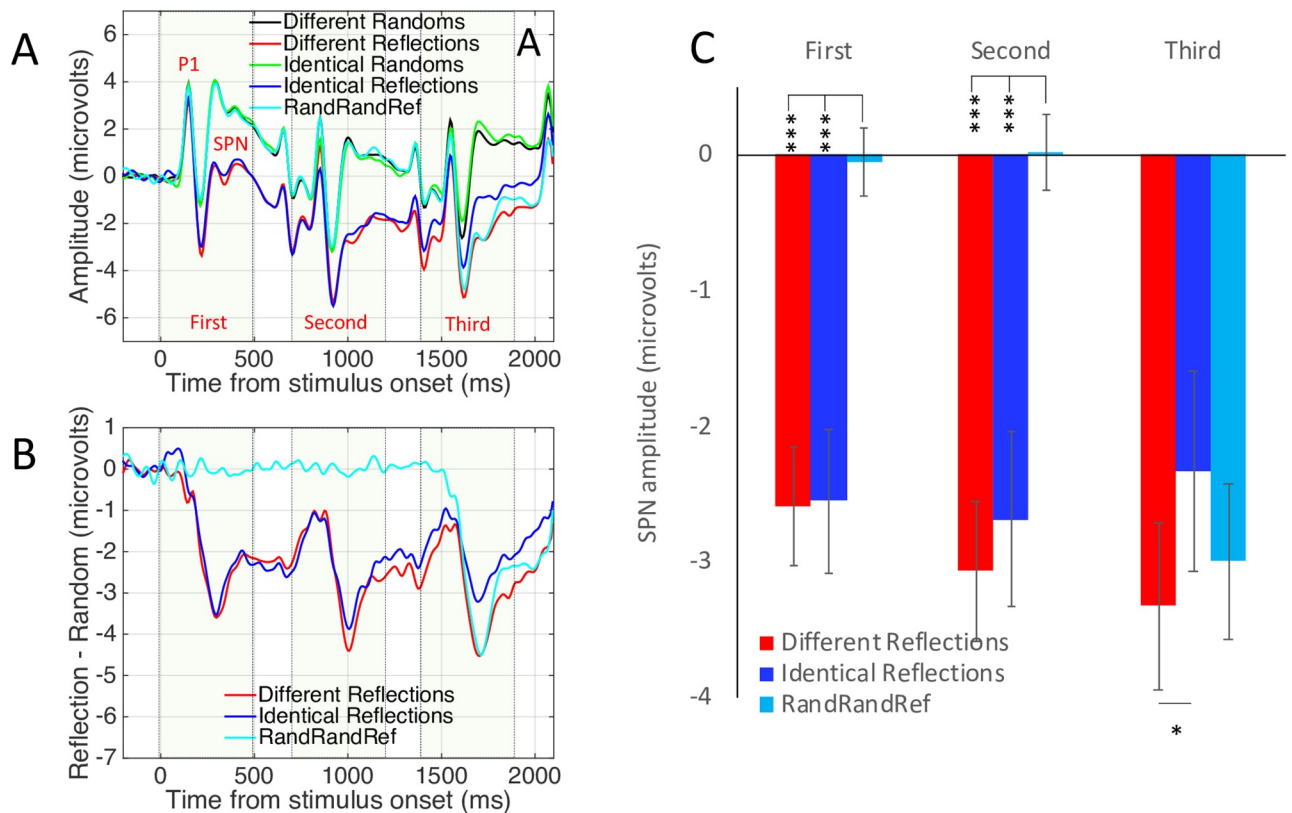 A
Amplitude (microvolts)
6
4
2
0
-2
-4
-6
Different Randoms
Different Reflections
Identical Randoms
Identical Reflections
RandRandRef
A
P1
SPN
First
Second
Third
0
500
1000
1500
2000
Time from stimulus onset (ms)
B
Reflection - Random (microvolts)
1
0
-1
-2
-3
-4
-5
-6
-7
Different Reflections
Identical Reflections
RandRandRef
0
500
1000
1500
2000
Time from stimulus onset (ms)
C
First
Second
Third
***
***
***
***
SPN amplitude (microvolts)
0
-1
-2
-3
-4
Different Reflections
Identical Reflections
RandRandRef
*